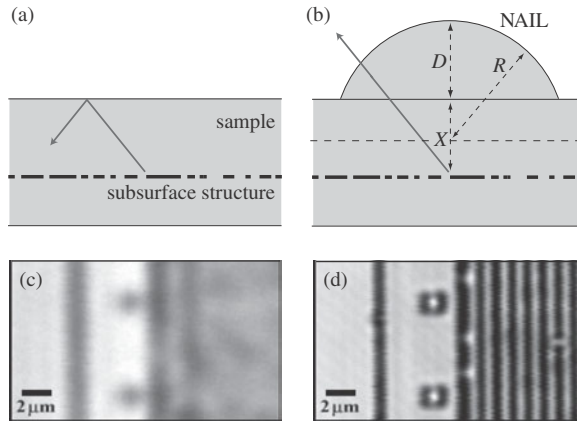 (a)
sample
subsurface structure
(b)
NAIL
D
R
X
(c)
2 μm
(d)
2 μm